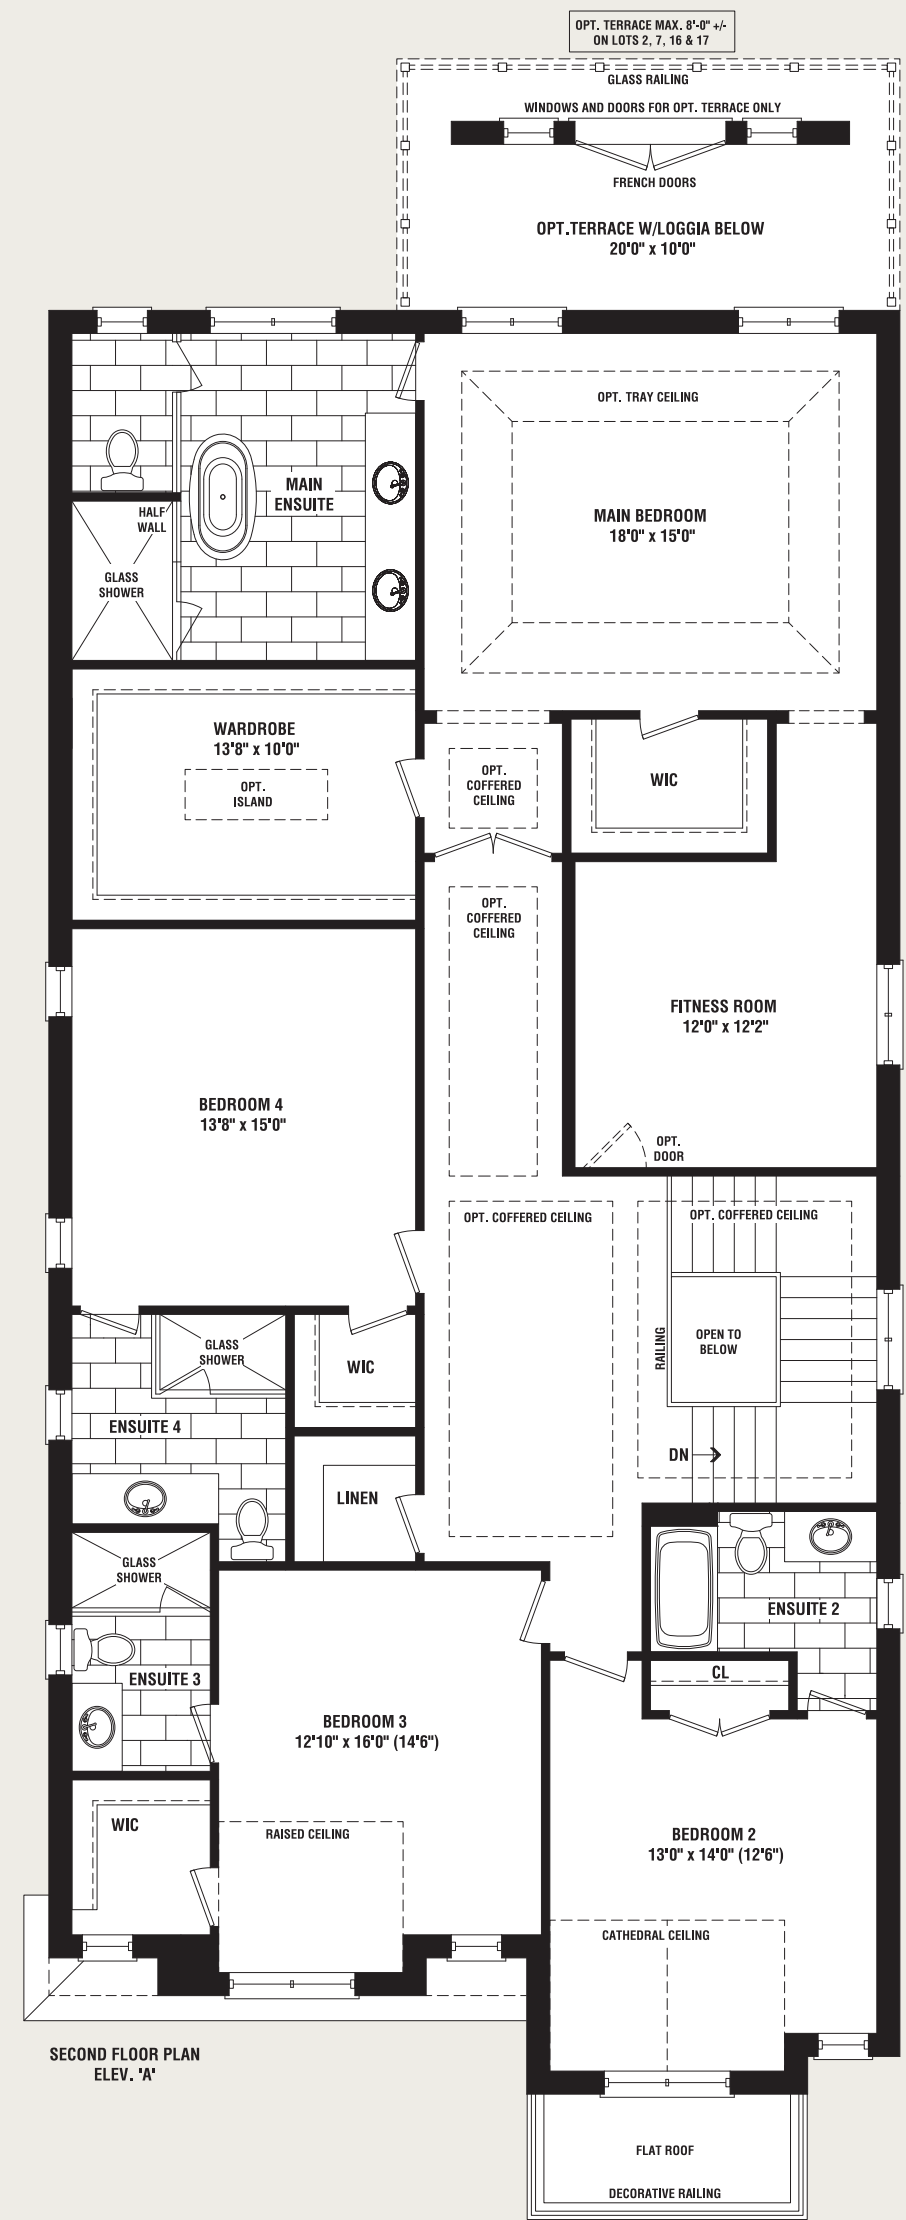 OPT. TERRACE MAX. 8'-0" +/-
ON LOTS 2, 7, 16 & 17
GLASS RAILING
WINDOWS AND DOORS FOR OPT. TERRACE ONLY
FRENCH DOORS
OPT.TERRACE W/LOGGIA BELOW
20'0" x 10'0"
OPT. TRAY CEILING
MAIN
ENSUITE
HALF
WALL
MAIN BEDROOM
18'0" x 15'0"
GLASS
SHOWER
WARDROBE
13'8" x 10'0"
OPT.
ISLAND
OPT.
COFFERED
CEILING
WIC
OPT.
COFFERED
CEILING
FITNESS ROOM
12'0" x 12'2"
BEDROOM 4
13'8" x 15'0"
OPT.
DOOR
OPT. COFFERED CEILING
OPT. COFFERED CEILING
RAILING
OPEN TO
BELOW
GLASS
SHOWER
WIC
ENSUITE 4
DN
LINEN
GLASS
SHOWER
ENSUITE 2
ENSUITE 3
CL
BEDROOM 3
12'10" x 16'0" (14'6")
WIC
RAISED CEILING
BEDROOM 2
13'0" x 14'0" (12'6")
CATHEDRAL CEILING
SECOND FLOOR PLAN
ELEV. 'A'
FLAT ROOF
DECORATIVE RAILING